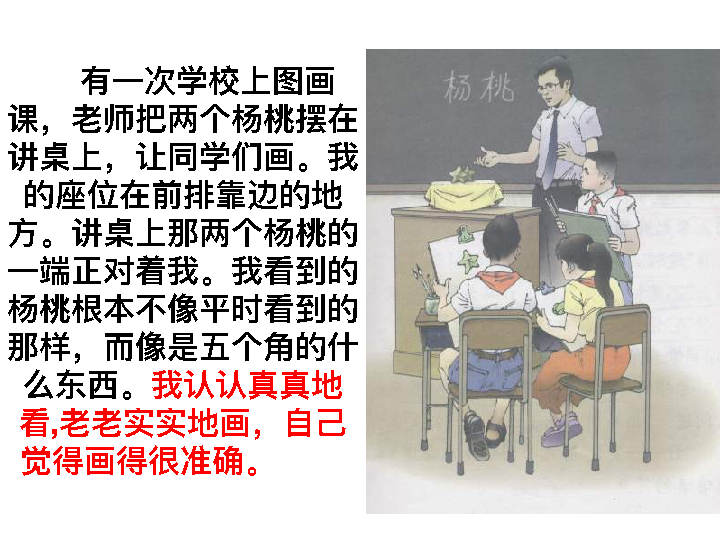 有一次学校上图画
课，老师把两个杨桃摆在
讲桌上，让同学们画。我
的座位在前排靠边的地
方。讲桌上那两个杨桃的
一端正对着我。我看到的
杨桃根本不像平时看到的
那样，而像是五个角的什
么东西。我认认真真地
看,老老实实地画，自己
觉得画得很准确。
杨桃